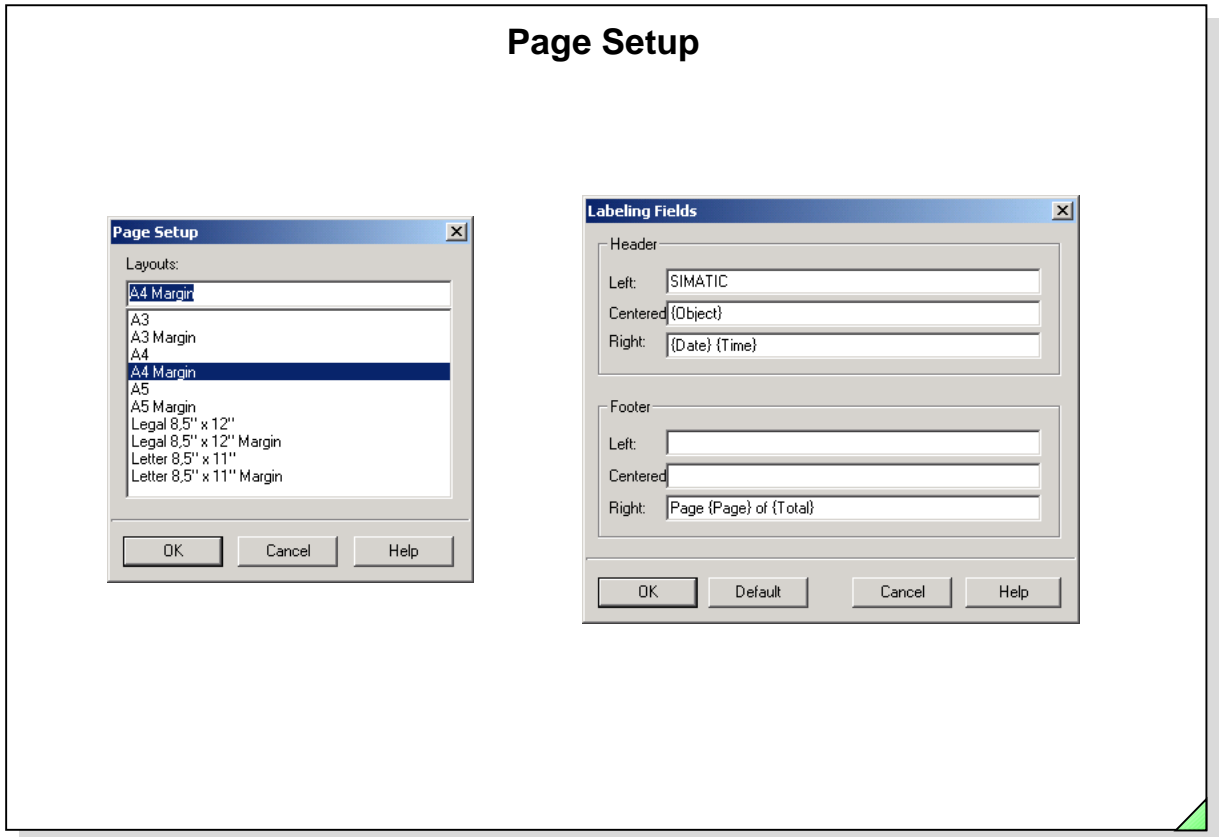 Page Setup
Page Setup
Layouts:
A4 Margin
A3
A3 Margin
A4
A4 Margin
A5
A5 Margin
Legal 8,5'' x 12''
Legal 8,5'' x 12'' Margin
Letter 8,5'' x 11''
Letter 8,5'' x 11'' Margin
OK Cancel Help
Labeling Fields
Header
Left: SIMATIC
Centered {Object}
Right: {Date} {Time}
Footer
Left:
Centered
Right: Page {Page} of {Total}
OK Default Cancel Help